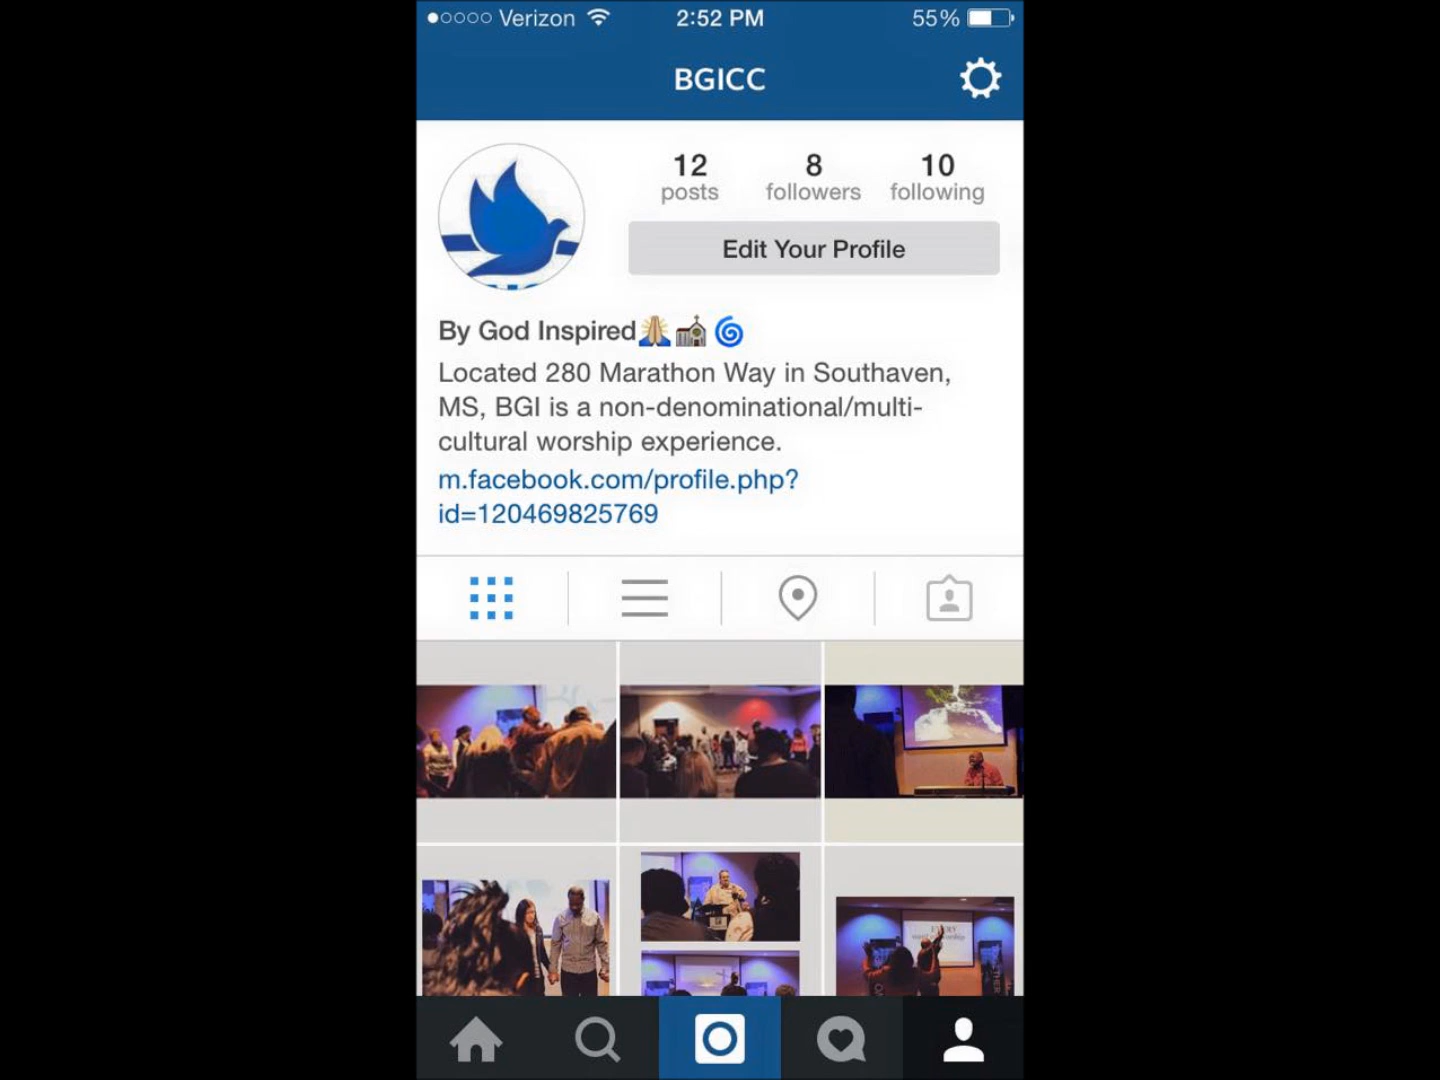 Verizon 2:52 PM 55%
BGICC
12 8 10
posts followers following
Edit Your Profile
By God Inspired🙏🏼⛪🌀
Located 280 Marathon Way in Southaven,
MS, BGI is a non-denominational/multi-
cultural worship experience.
m.facebook.com/profile.php?
id=120469825769